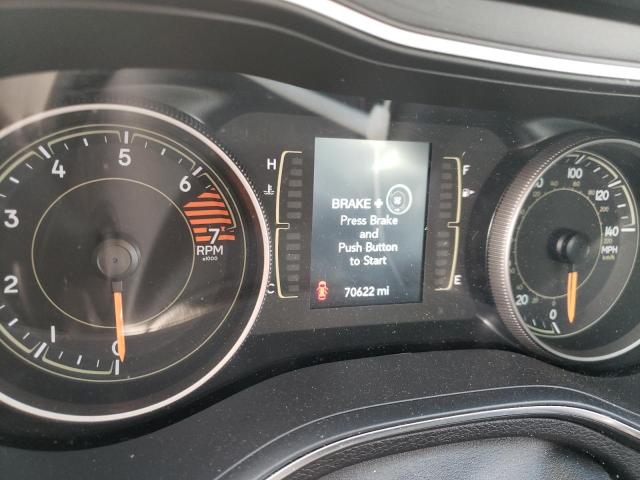 0
1
2
3
4
5
6
7
RPM
x1000
H
C
BRAKE +
Press Brake
and
Push Button
to Start
70622 mi
F
E
0
20
100
120
140
MPH
km/h